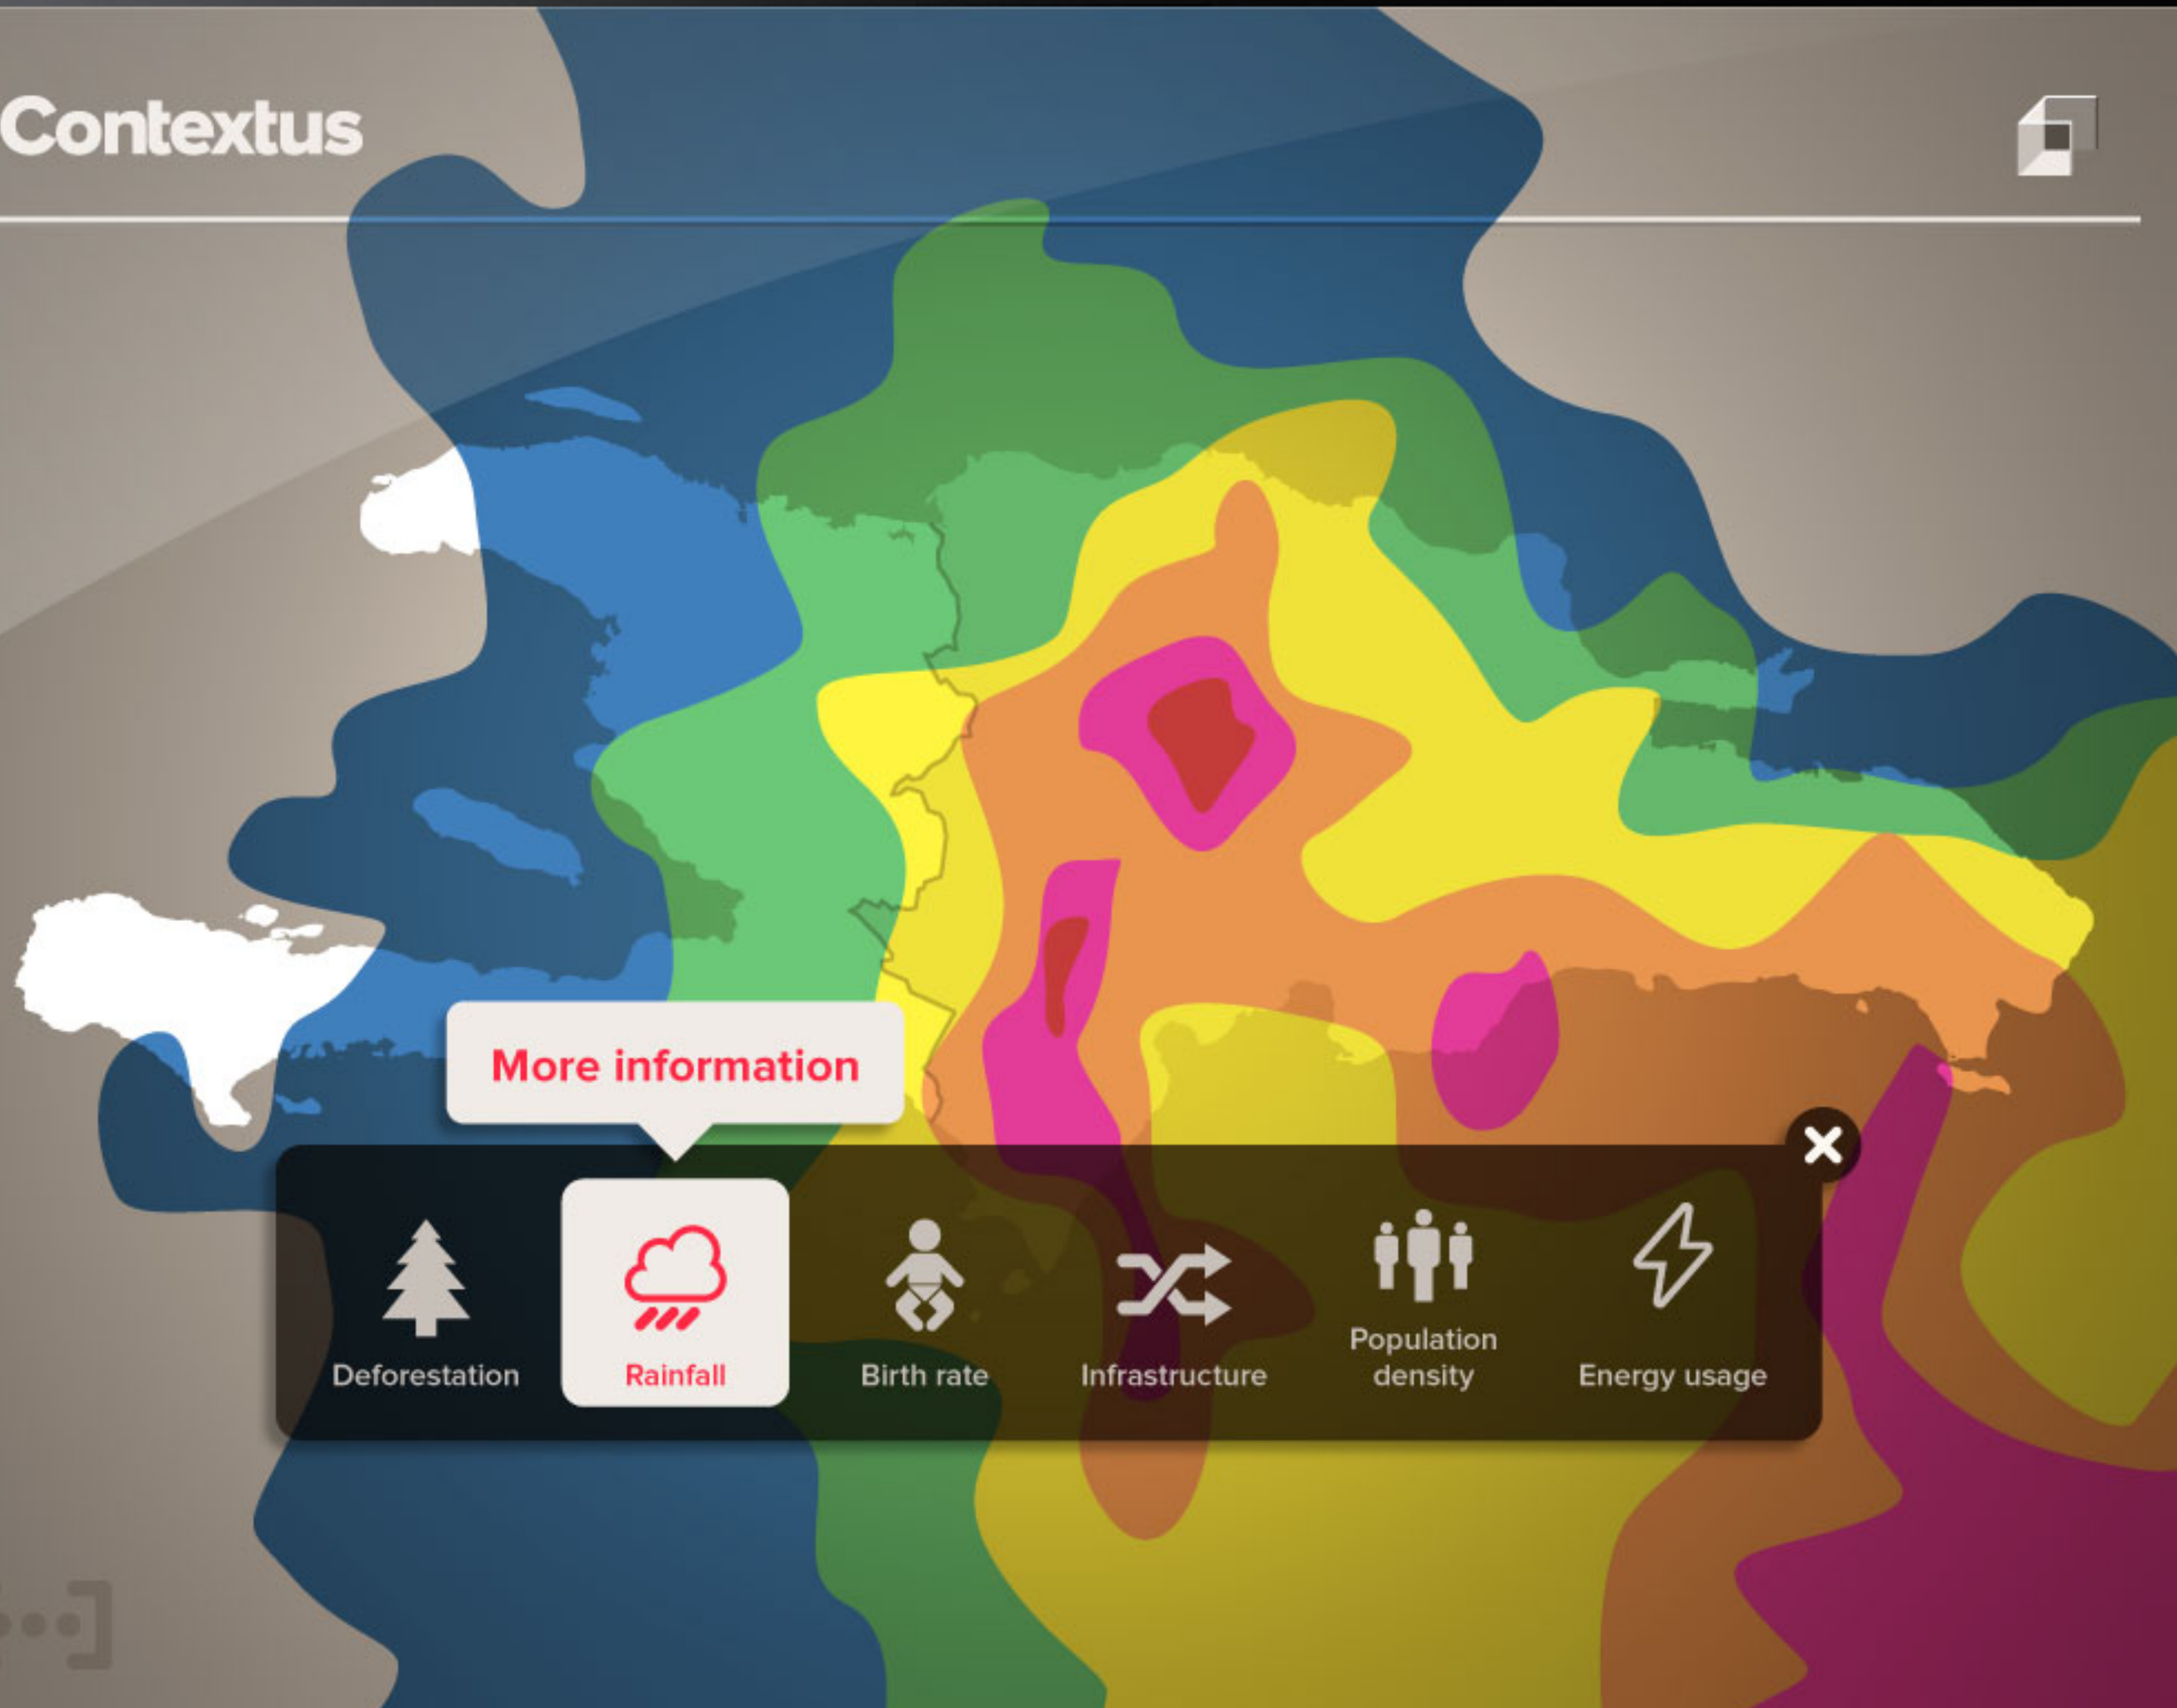 Contextus
More information
Deforestation
Rainfall
Birth rate
Infrastructure
Population
density
Energy usage